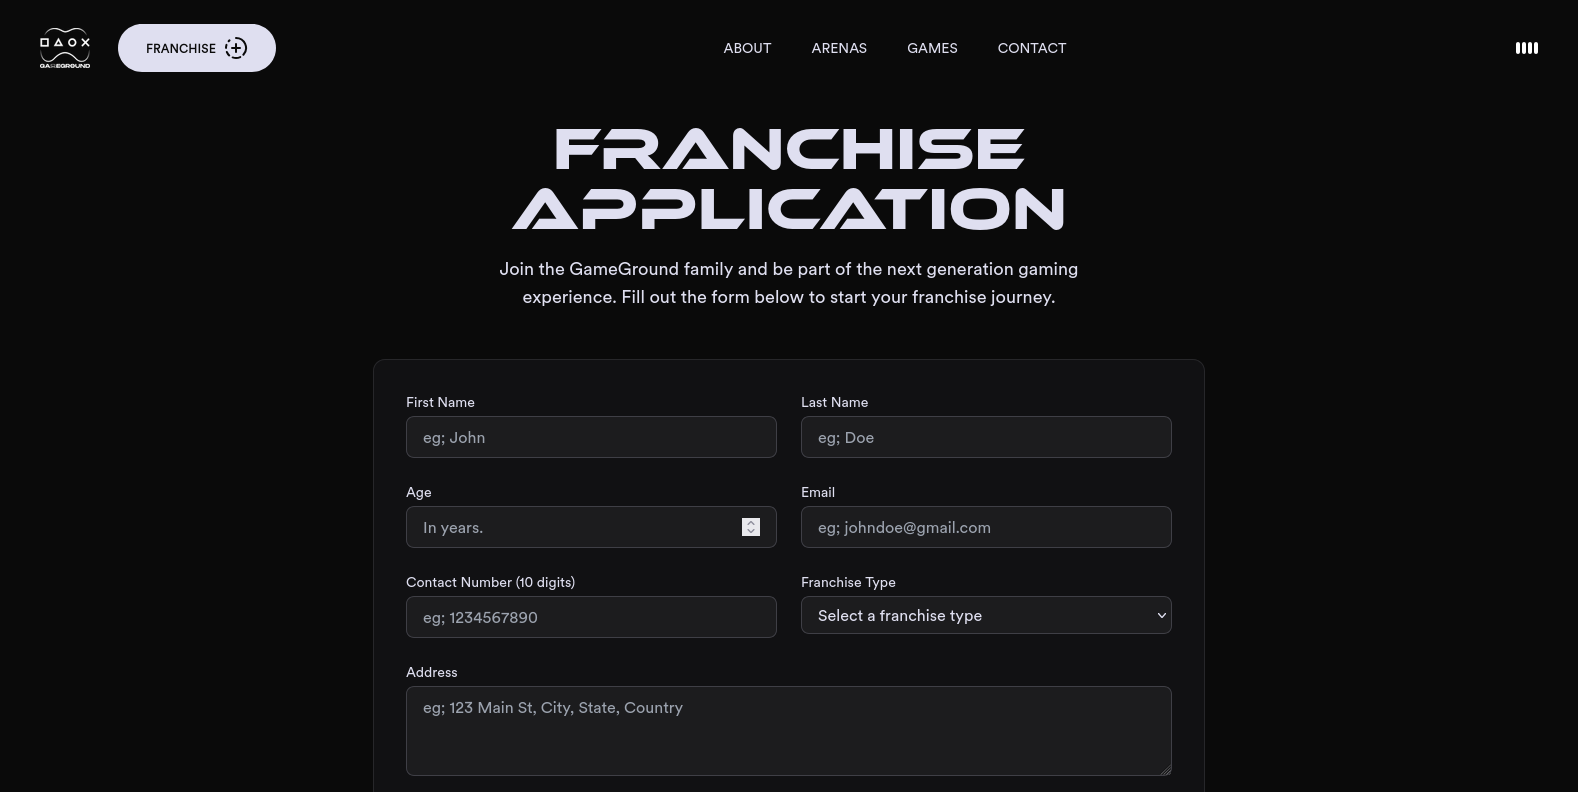 GAMEGROUND
FRANCHISE
ABOUT
ARENAS
GAMES
CONTACT
FRANCHISE
APPLICATION
Join the GameGround family and be part of the next generation gaming
experience. Fill out the form below to start your franchise journey.
First Name
Last Name
eg; John
eg; Doe
Age
Email
In years.
eg; johndoe@gmail.com
Contact Number (10 digits)
Franchise Type
eg; 1234567890
Select a franchise type
Address
eg; 123 Main St, City, State, Country